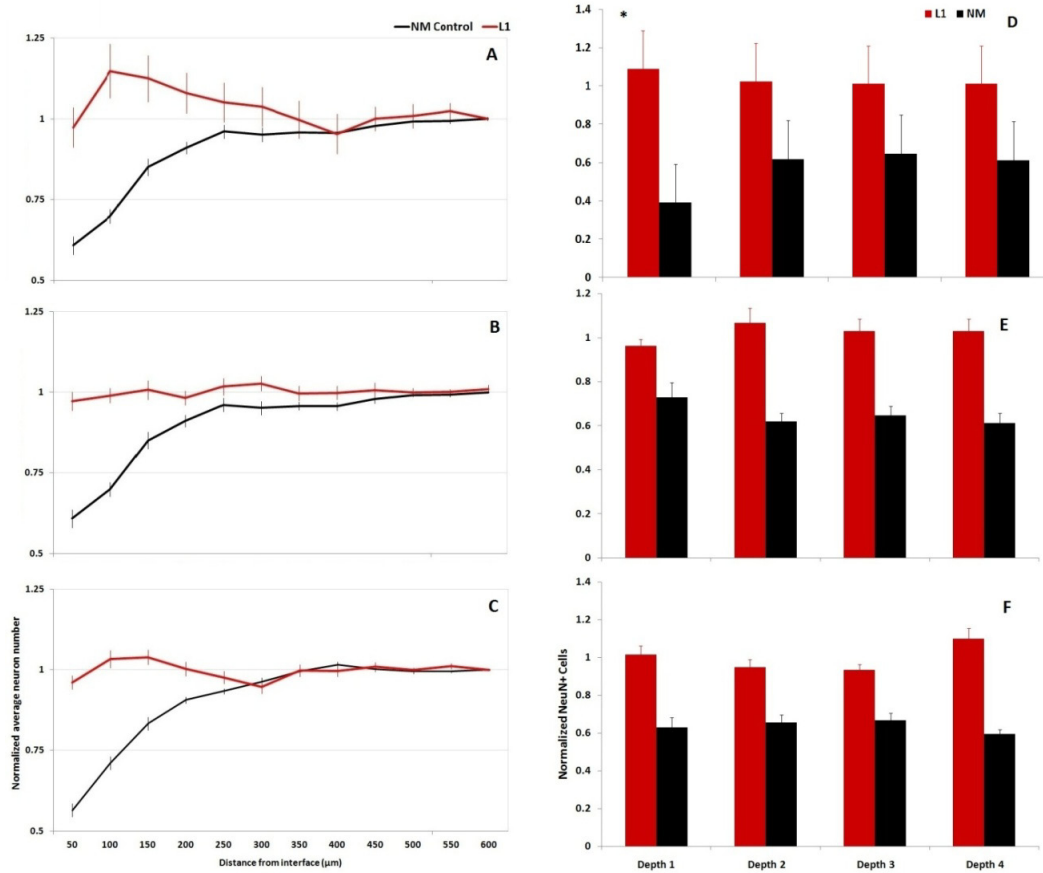 NM Control L1
A
1.25
1
0.75
0.5
B
1.25
1
0.75
0.5
C
1.25
1
0.75
0.5
Normalized average neuron number
50 100 150 200 250 300 350 400 450 500 550 600
Distance from interface (µm)
L1 NM
D
*
1.4
1.2
1
0.8
0.6
0.4
0.2
0
E
1.2
1
0.8
0.6
0.4
0.2
0
F
1.4
1.2
1
0.8
0.6
0.4
0.2
0
Normalized NeuN+ Cells
Depth 1 Depth 2 Depth 3 Depth 4